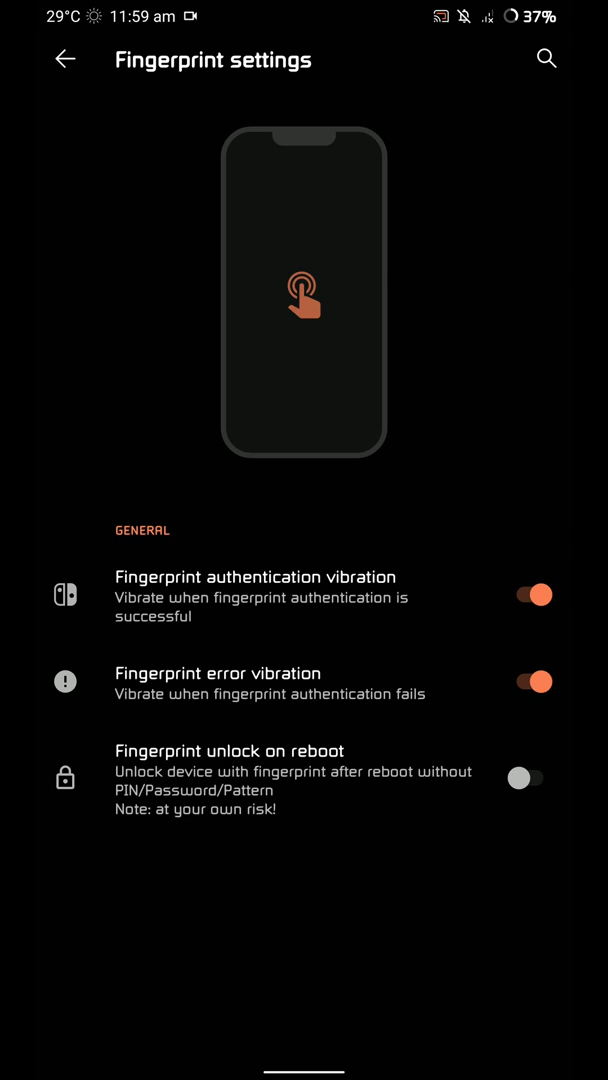 29°C 11:59 am 37%
Fingerprint settings
GENERAL
Fingerprint authentication vibration
Vibrate when fingerprint authentication is
successful
Fingerprint error vibration
Vibrate when fingerprint authentication fails
Fingerprint unlock on reboot
Unlock device with fingerprint after reboot without
PIN/Password/Pattern
Note: at your own risk!